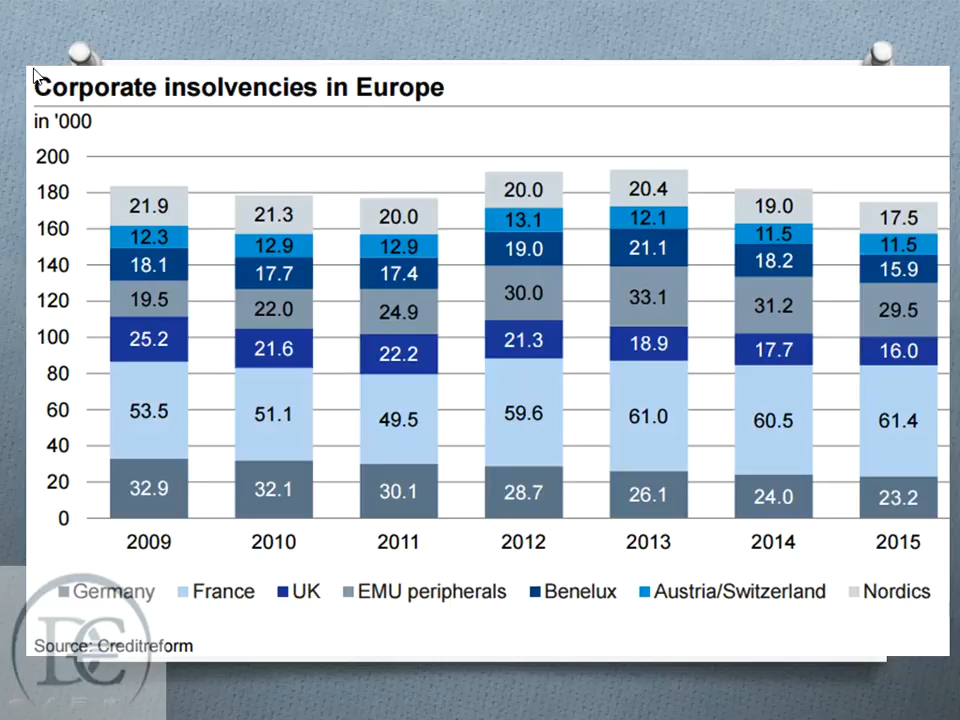 Corporate insolvencies in Europe
in '000
200
180
160
140
120
100
80
60
40
20
0
21.9 21.3 20.0 20.0 20.4 19.0 17.5
12.3 12.9 12.9 13.1 12.1 11.5 11.5
18.1 17.7 17.4 19.0 21.1 18.2 15.9
19.5 22.0 24.9 30.0 33.1 31.2 29.5
25.2 21.6 22.2 21.3 18.9 17.7 16.0
53.5 51.1 49.5 59.6 61.0 60.5 61.4
32.9 32.1 30.1 28.7 26.1 24.0 23.2
2009 2010 2011 2012 2013 2014 2015
Germany France UK EMU peripherals Benelux Austria/Switzerland Nordics
Source: Creditreform